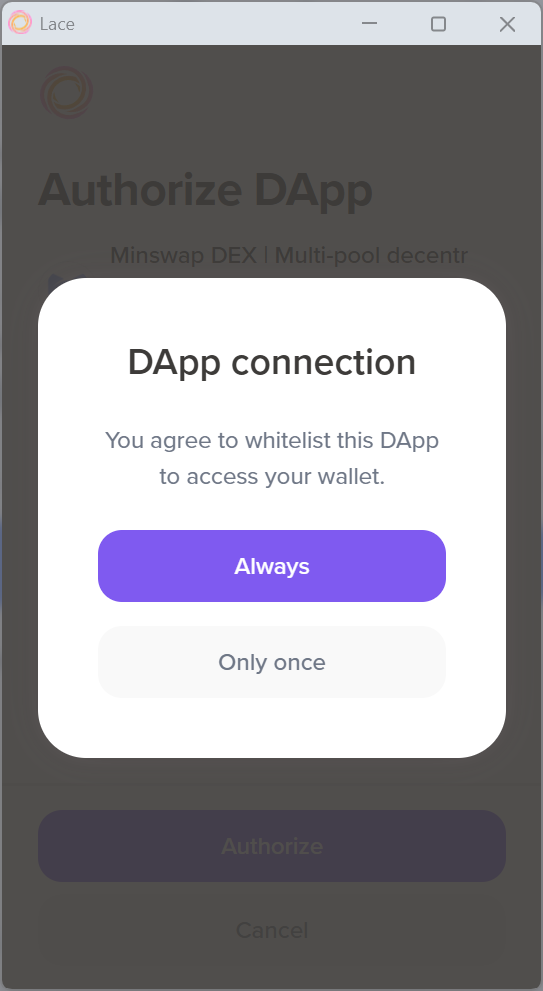 Lace
Authorize DApp
Minswap DEX | Multi-pool decentr
DApp connection
You agree to whitelist this DApp
to access your wallet.
Always
Only once
Authorize
Cancel